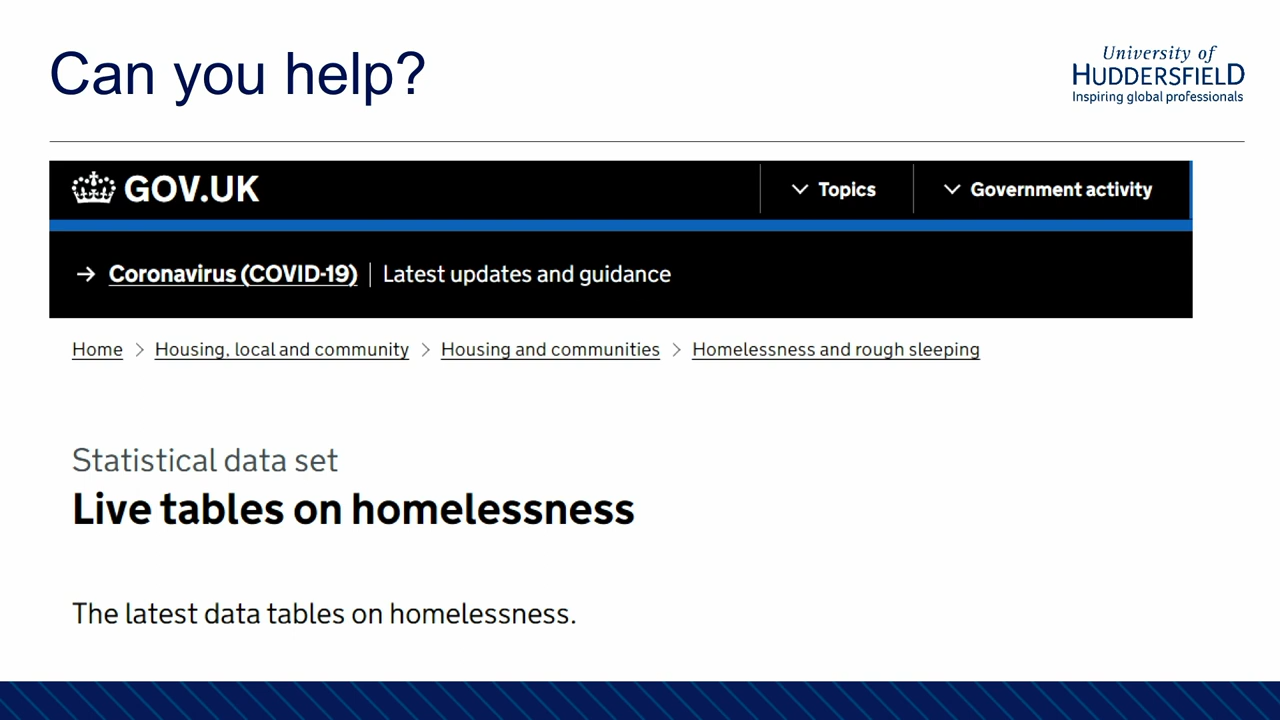 Can you help?
University of
HUDDERSFIELD
Inspiring global professionals
GOV.UK
Topics
Government activity
→ Coronavirus (COVID-19) | Latest updates and guidance
Home > Housing, local and community > Housing and communities > Homelessness and rough sleeping
Statistical data set
Live tables on homelessness
The latest data tables on homelessness.